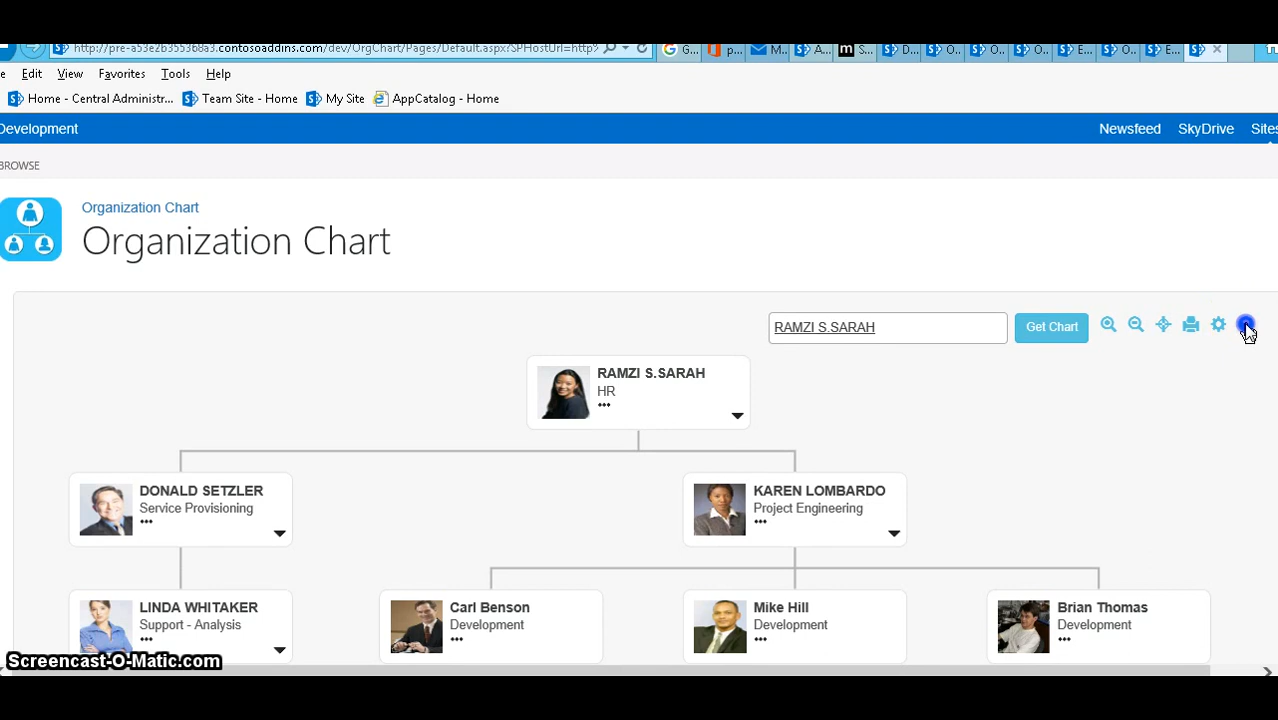 http://pre-a53e2b355368a3.contosoaddins.com/dev/OrgChart/Pages/Default.aspx?SPHostUrl=http%
G... p... M... A... S... D... O... O... O... E... O... E...
e Edit View Favorites Tools Help
Home - Central Administr... Team Site - Home My Site AppCatalog - Home
Development Newsfeed SkyDrive Sites
BROWSE
Organization Chart
Organization Chart
RAMZI S.SARAH Get Chart
RAMZI S.SARAH
HR
•••
DONALD SETZLER
Service Provisioning
•••
KAREN LOMBARDO
Project Engineering
•••
LINDA WHITAKER
Support - Analysis
•••
Carl Benson
Development
•••
Mike Hill
Development
•••
Brian Thomas
Development
•••
Screencast-O-Matic.com